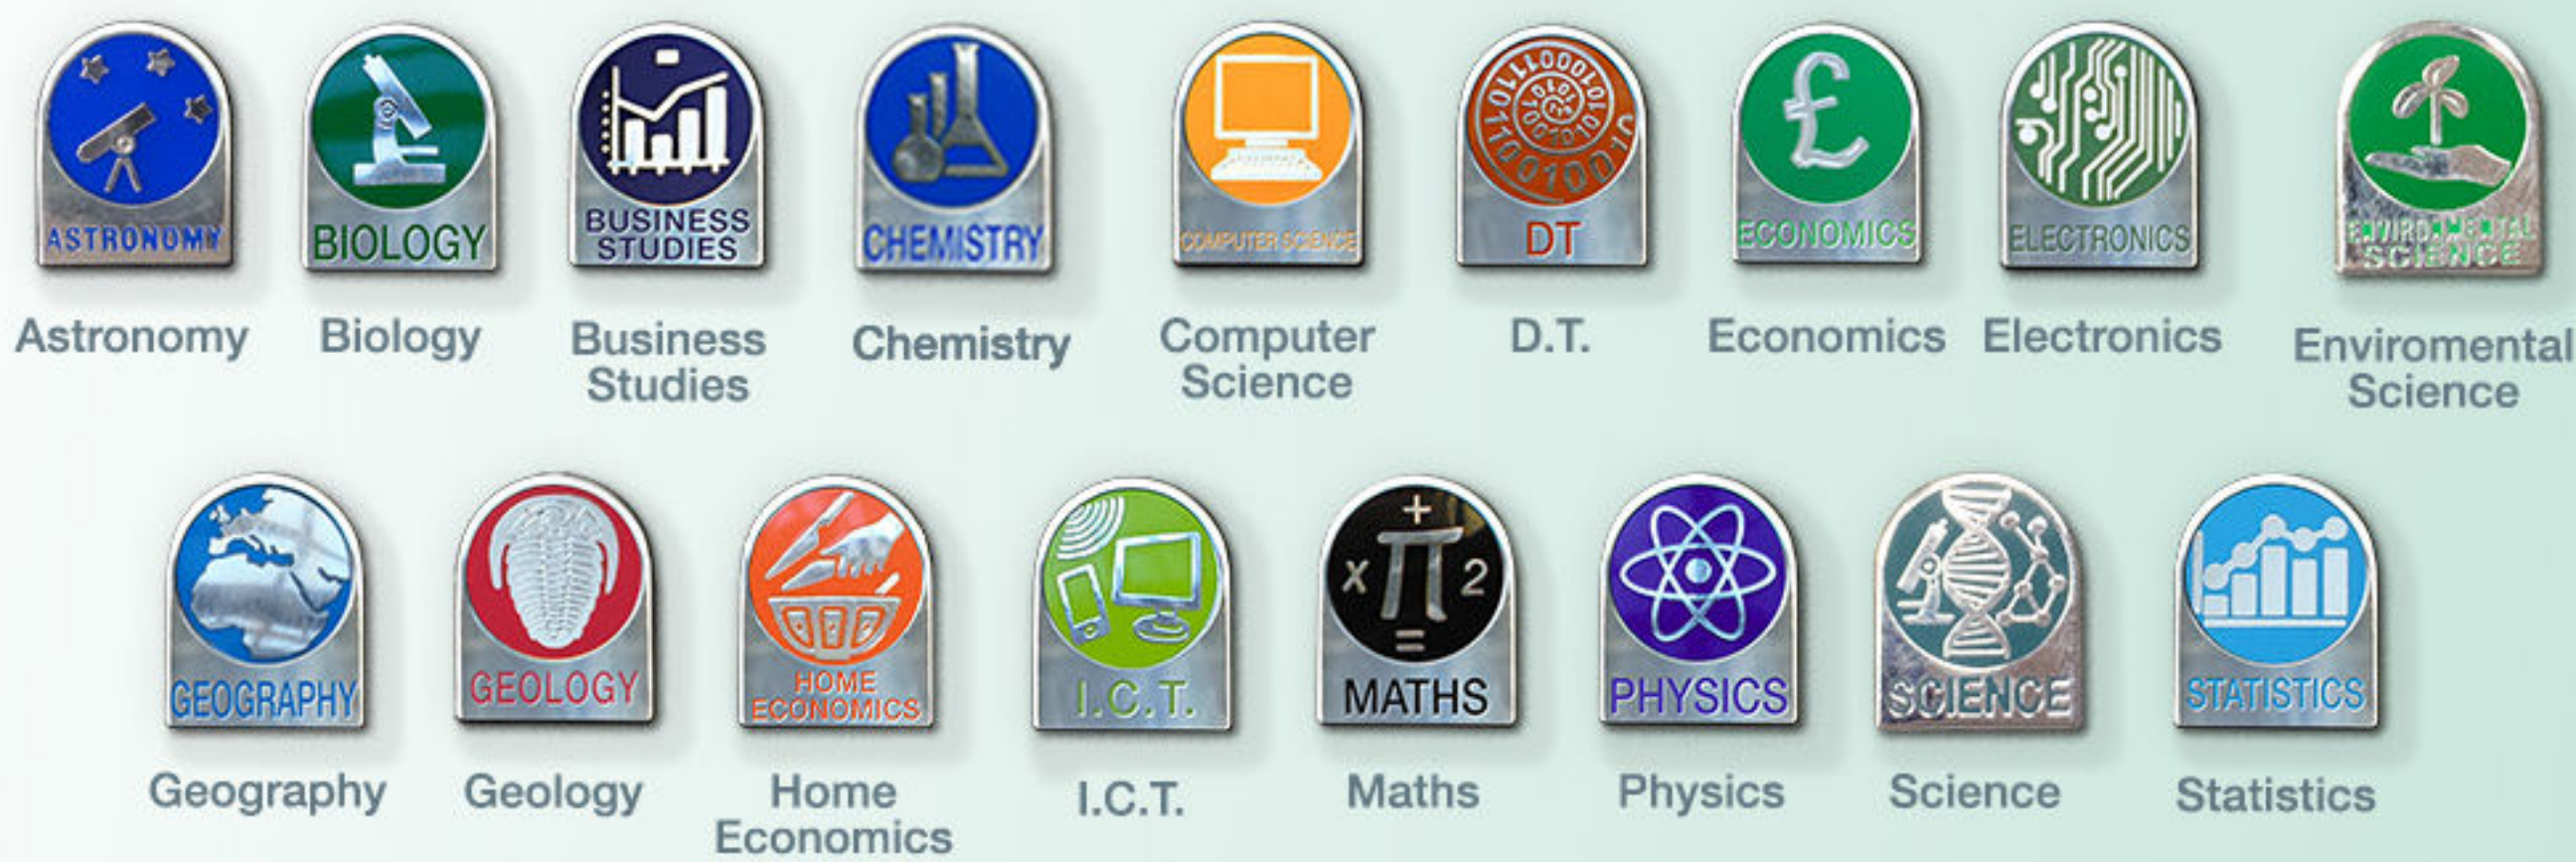 ASTRONOMY
BIOLOGY
BUSINESS
STUDIES
CHEMISTRY
COMPUTER SCIENCE
DT
ECONOMICS
ELECTRONICS
ENVIRONMENTAL
SCIENCE
Astronomy
Biology
Business
Studies
Chemistry
Computer
Science
D.T.
Economics
Electronics
Enviromental
Science
GEOGRAPHY
GEOLOGY
HOME
ECONOMICS
I.C.T.
+
x π 2
=
MATHS
PHYSICS
SCIENCE
STATISTICS
Geography
Geology
Home
Economics
I.C.T.
Maths
Physics
Science
Statistics